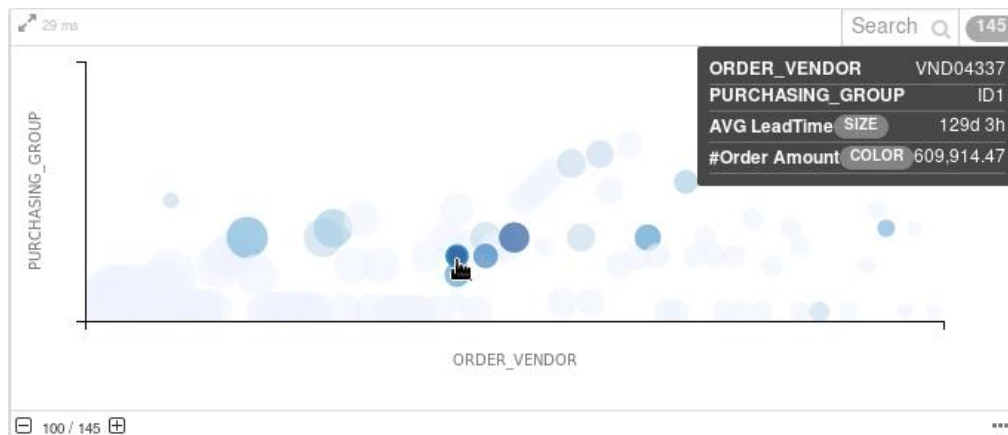 29 ms
Search
145
ORDER_VENDOR VND04337
PURCHASING_GROUP ID1
AVG LeadTime SIZE 129d 3h
#Order Amount COLOR 609,914.47
PURCHASING_GROUP
ORDER_VENDOR
100 / 145